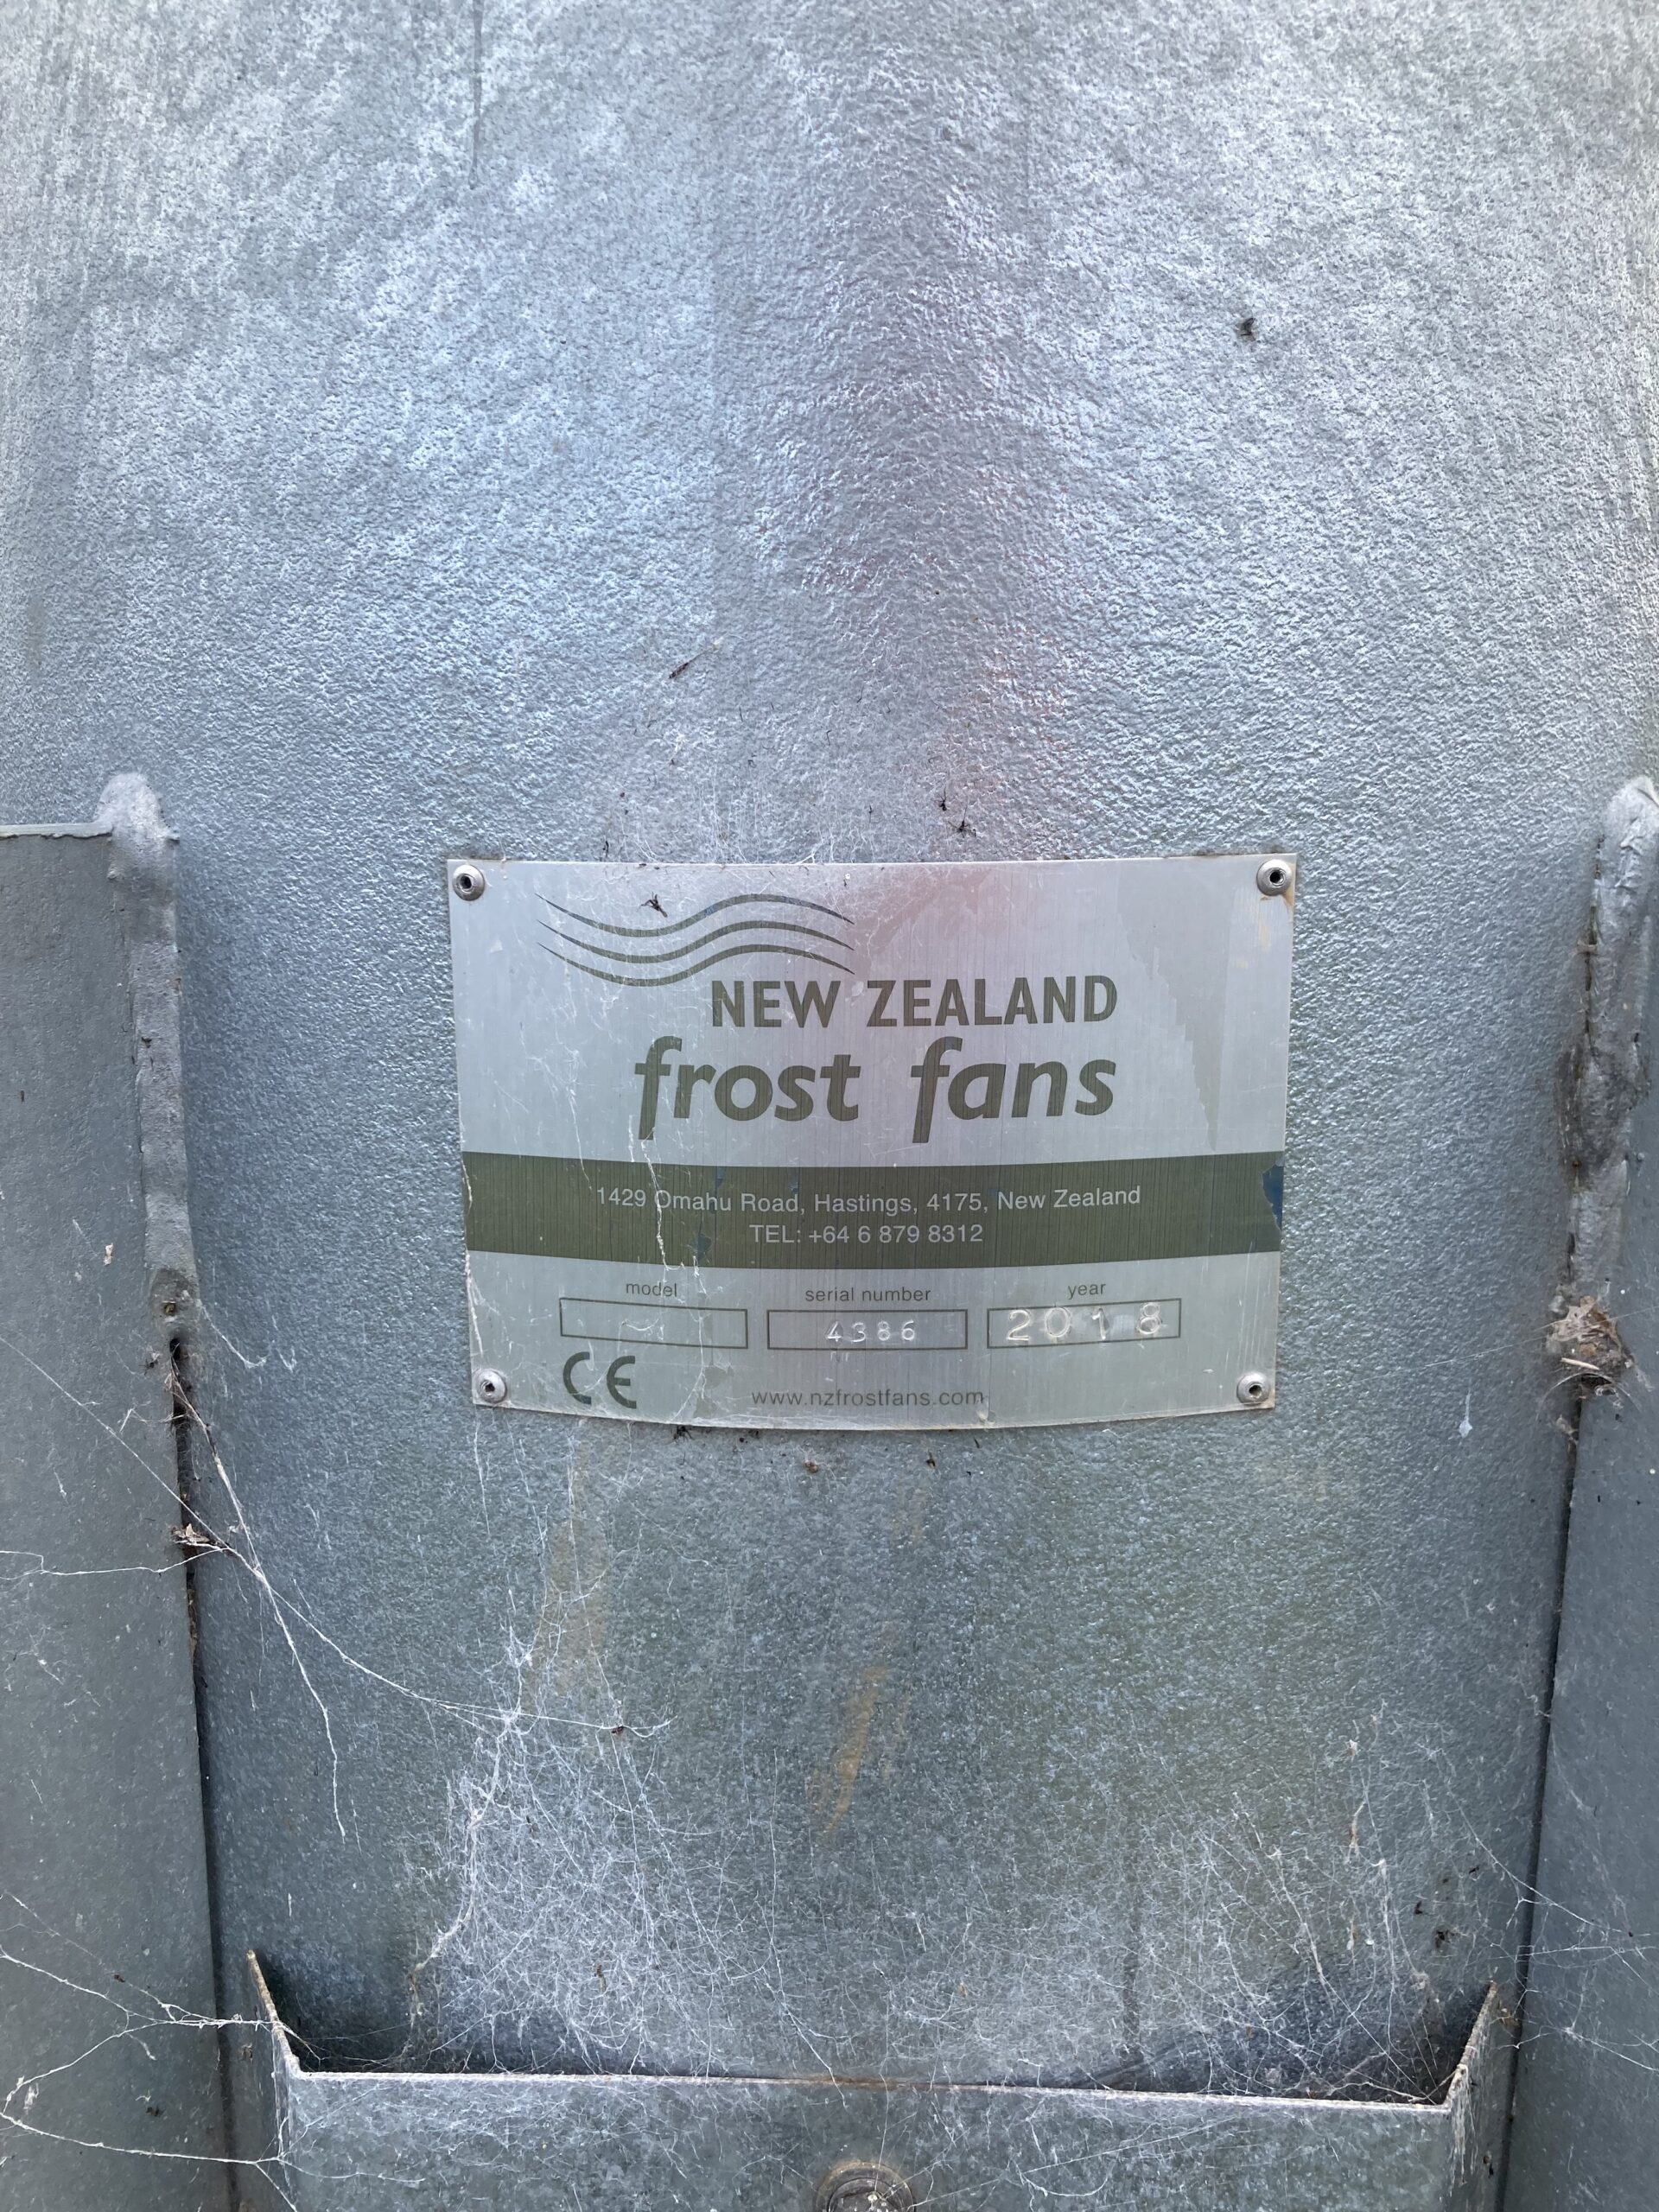 NEW ZEALAND
frost fans
1429 Omahu Road, Hastings, 4175, New Zealand
TEL: +64 6 879 8312
model serial number year
4386 2018
CE
www.nzfrostfans.com